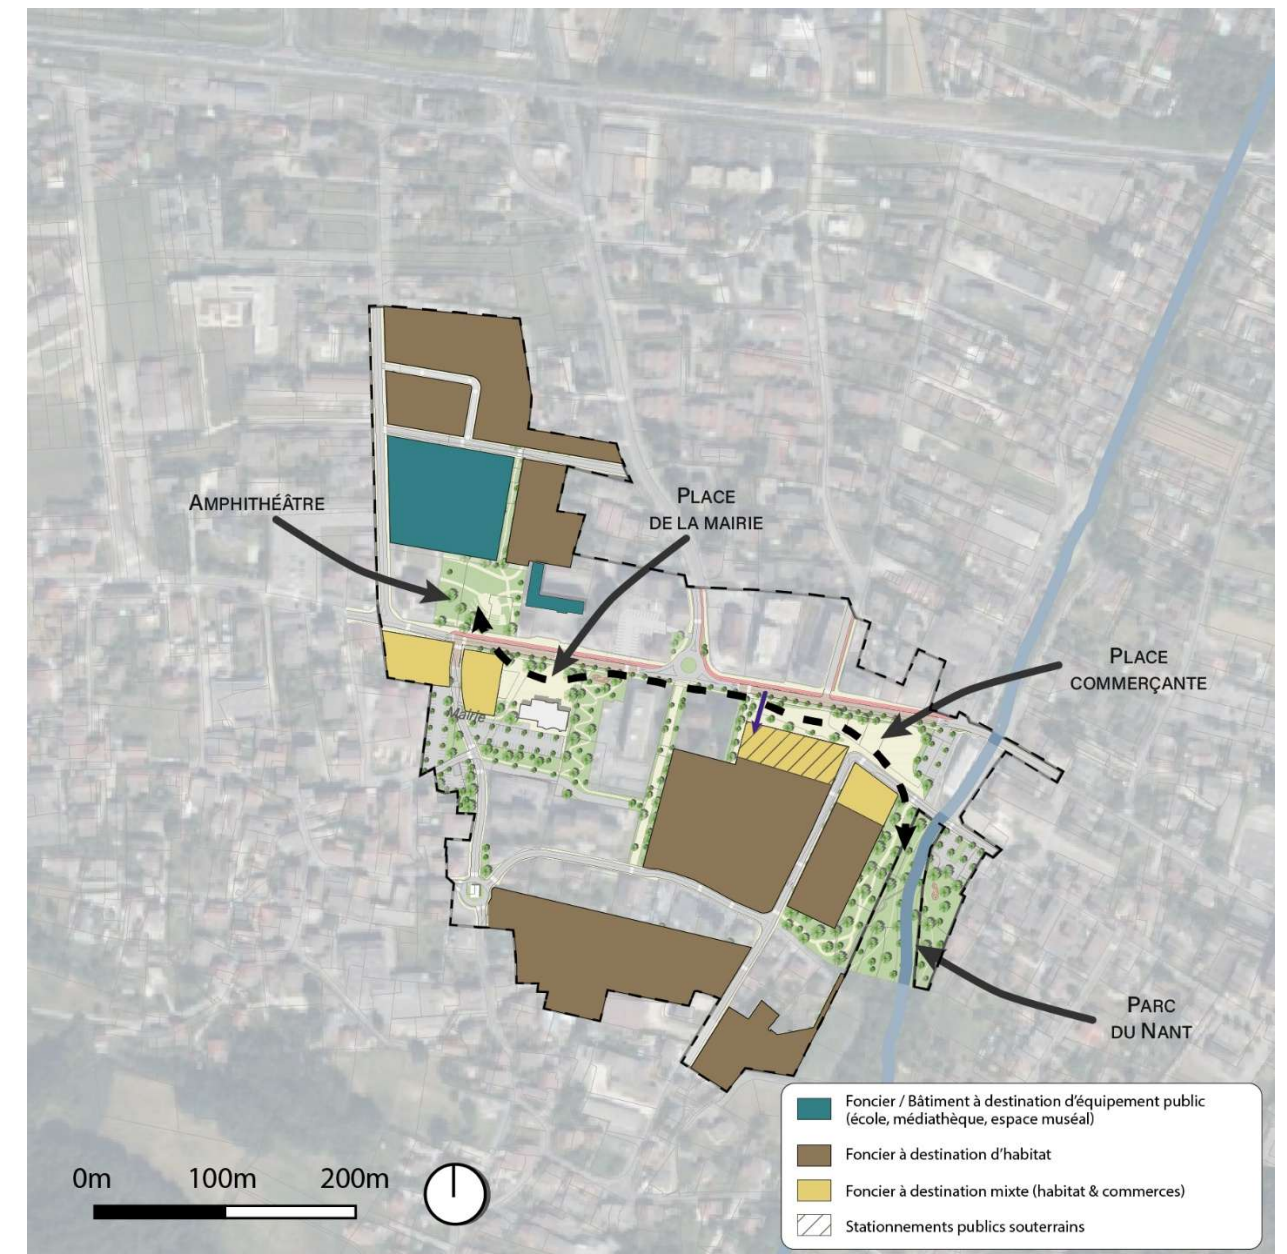 AMPHITHÉÂTRE
PLACE
DE LA MAIRIE
PLACE
COMMERÇANTE
Mairie
PARC
DU NANT
Foncier / Bâtiment à destination d'équipement public
(école, médiathèque, espace muséal)
Foncier à destination d'habitat
Foncier à destination mixte (habitat & commerces)
Stationnements publics souterrains
0m 100m 200m